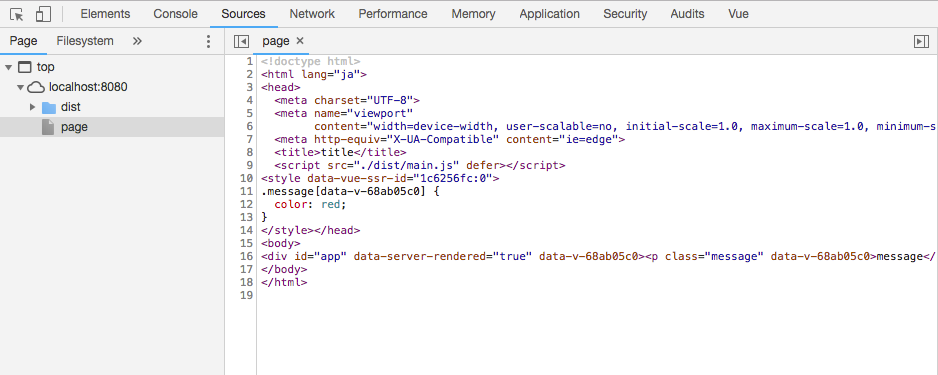 Elements Console Sources Network Performance Memory Application Security Audits Vue
Page Filesystem »
page ×
top
localhost:8080
dist
page
1 <!doctype html>
2 <html lang="ja">
3 <head>
4   <meta charset="UTF-8">
5   <meta name="viewport"
6         content="width=device-width, user-scalable=no, initial-scale=1.0, maximum-scale=1.0, minimum-s
7   <meta http-equiv="X-UA-Compatible" content="ie=edge">
8   <title>title</title>
9   <script src="./dist/main.js" defer></script>
10 <style data-vue-ssr-id="1c6256fc:0">
11 .message[data-v-68ab05c0] {
12   color: red;
13 }
14 </style></head>
15 <body>
16 <div id="app" data-server-rendered="true" data-v-68ab05c0><p class="message" data-v-68ab05c0>message</
17 </body>
18 </html>
19